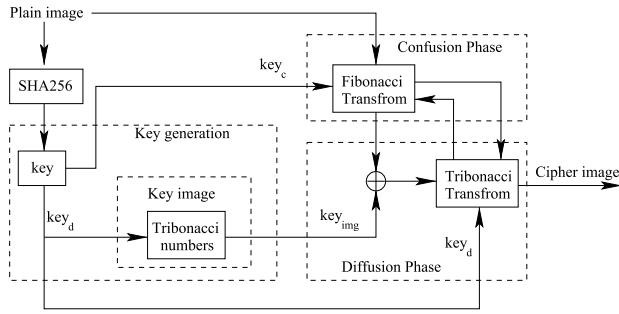 Plain image
SHA256
key_c
Confusion Phase
Fibonacci
Transfrom
Key generation
key
Key image
key_d
Tribonacci
numbers
key_img
Tribonacci
Transfrom
Cipher image
key_d
Diffusion Phase